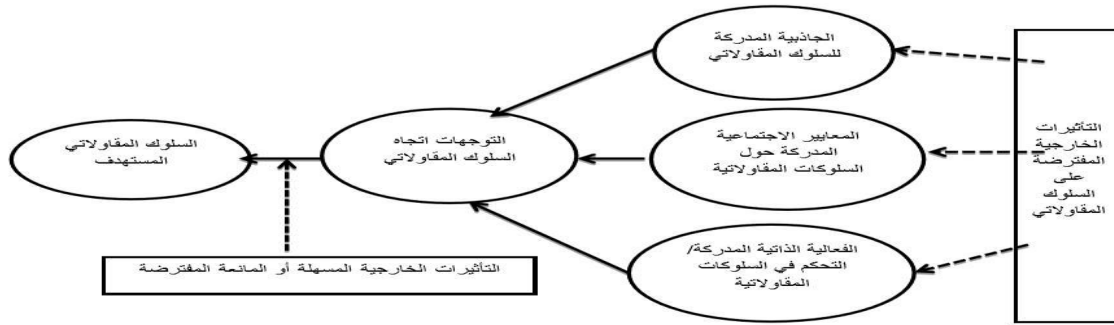 الجاذبية المدركة
للسلوك المقاولاتي
التأثيرات
الخارجية
المفترضة
على
السلوك
المقاولاتي
المعايير الاجتماعية
المدركة حول
السلوكات المقاولاتية
التوجهات اتجاه
السلوك المقاولاتي
السلوك المقاولاتي
المستهدف
الفعالية الذاتية المدركة/
التحكم في السلوكات
المقاولاتية
التأثيرات الخارجية المسهلة أو المانعة المفترضة